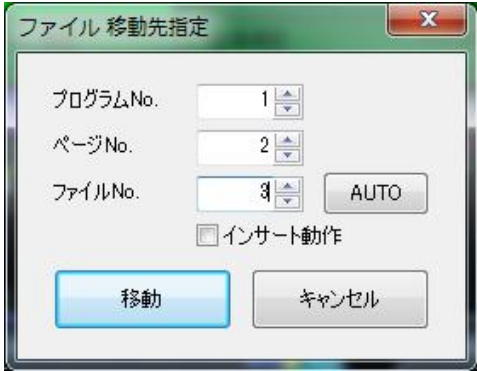 ファイル 移動先指定
プログラムNo. 1
ページNo. 2
ファイルNo. 3 AUTO
インサート動作
移動 キャンセル